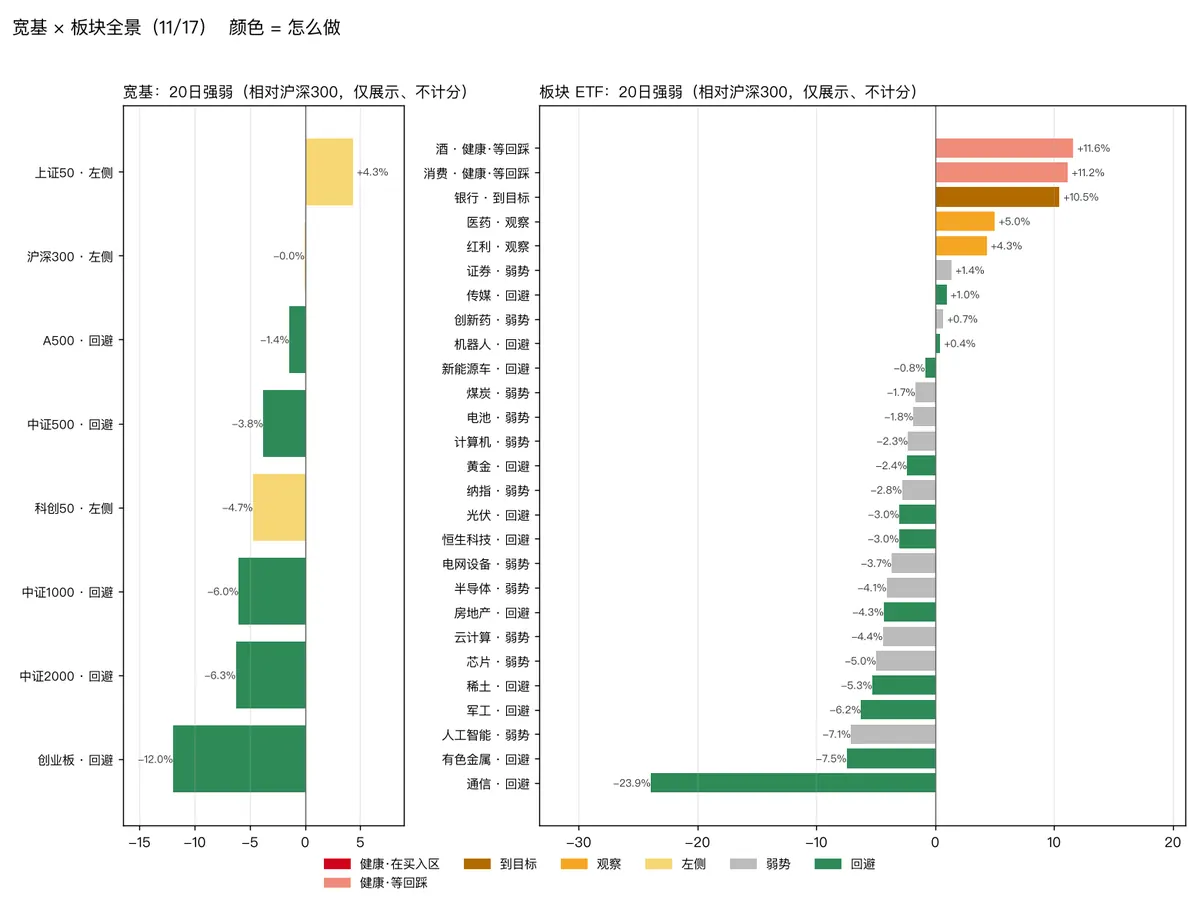 宽基 × 板块全景（11/17） 颜色 = 怎么做
宽基：20日强弱（相对沪深300，仅展示、不计分）
上证50 · 左侧 +4.3%
沪深300 · 左侧 −0.0%
A500 · 回避 −1.4%
中证500 · 回避 −3.8%
科创50 · 左侧 −4.7%
中证1000 · 回避 −6.0%
中证2000 · 回避 −6.3%
创业板 · 回避 −12.0%
−15 −10 −5 0 5
板块 ETF：20日强弱（相对沪深300，仅展示、不计分）
酒 · 健康·等回踩 +11.6%
消费 · 健康·等回踩 +11.2%
银行 · 到目标 +10.5%
医药 · 观察 +5.0%
红利 · 观察 +4.3%
证券 · 弱势 +1.4%
传媒 · 回避 +1.0%
创新药 · 弱势 +0.7%
机器人 · 回避 +0.4%
新能源车 · 回避 −0.8%
煤炭 · 弱势 −1.7%
电池 · 弱势 −1.8%
计算机 · 弱势 −2.3%
黄金 · 回避 −2.4%
纳指 · 弱势 −2.8%
光伏 · 回避 −3.0%
恒生科技 · 回避 −3.0%
电网设备 · 弱势 −3.7%
半导体 · 弱势 −4.1%
房地产 · 回避 −4.3%
云计算 · 弱势 −4.4%
芯片 · 弱势 −5.0%
稀土 · 回避 −5.3%
军工 · 回避 −6.2%
人工智能 · 弱势 −7.1%
有色金属 · 回避 −7.5%
通信 · 回避 −23.9%
−30 −20 −10 0 10 20
健康·在买入区 到目标 观察 左侧 弱势 回避
健康·等回踩